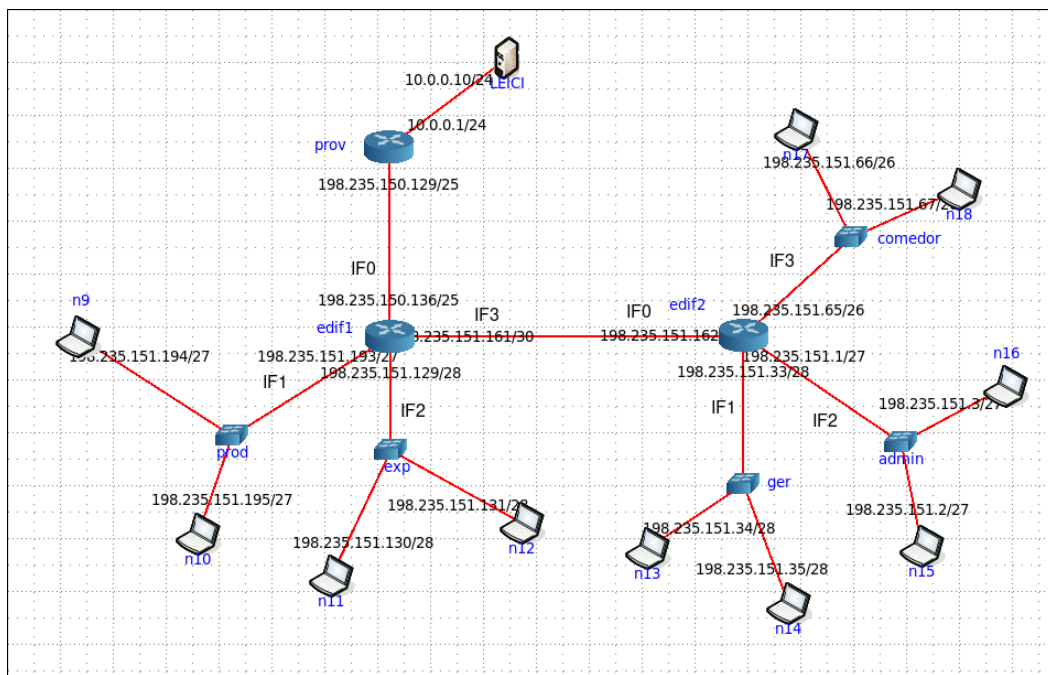 LEICI
10.0.0.10/24
10.0.0.1/24
prov
198.235.150.129/25
n17
198.235.151.66/26
198.235.151.67/2
n18
comedor
IF3
IF0
n9
198.235.150.136/25
edif1
IF3
IF0
edif2
198.235.151.65/26
.235.151.161/30
198.235.151.162
198.235.151.194/27
198.235.151.193/27
198.235.151.1/27
n16
198.235.151.129/28
198.235.151.33/28
IF1
IF2
IF1
IF2
198.235.151.3/27
prod
exp
admin
ger
198.235.151.195/27
198.235.151.131/28
198.235.151.2/27
198.235.151.34/28
198.235.151.130/28
n12
n10
n15
n13
198.235.151.35/28
n11
n14